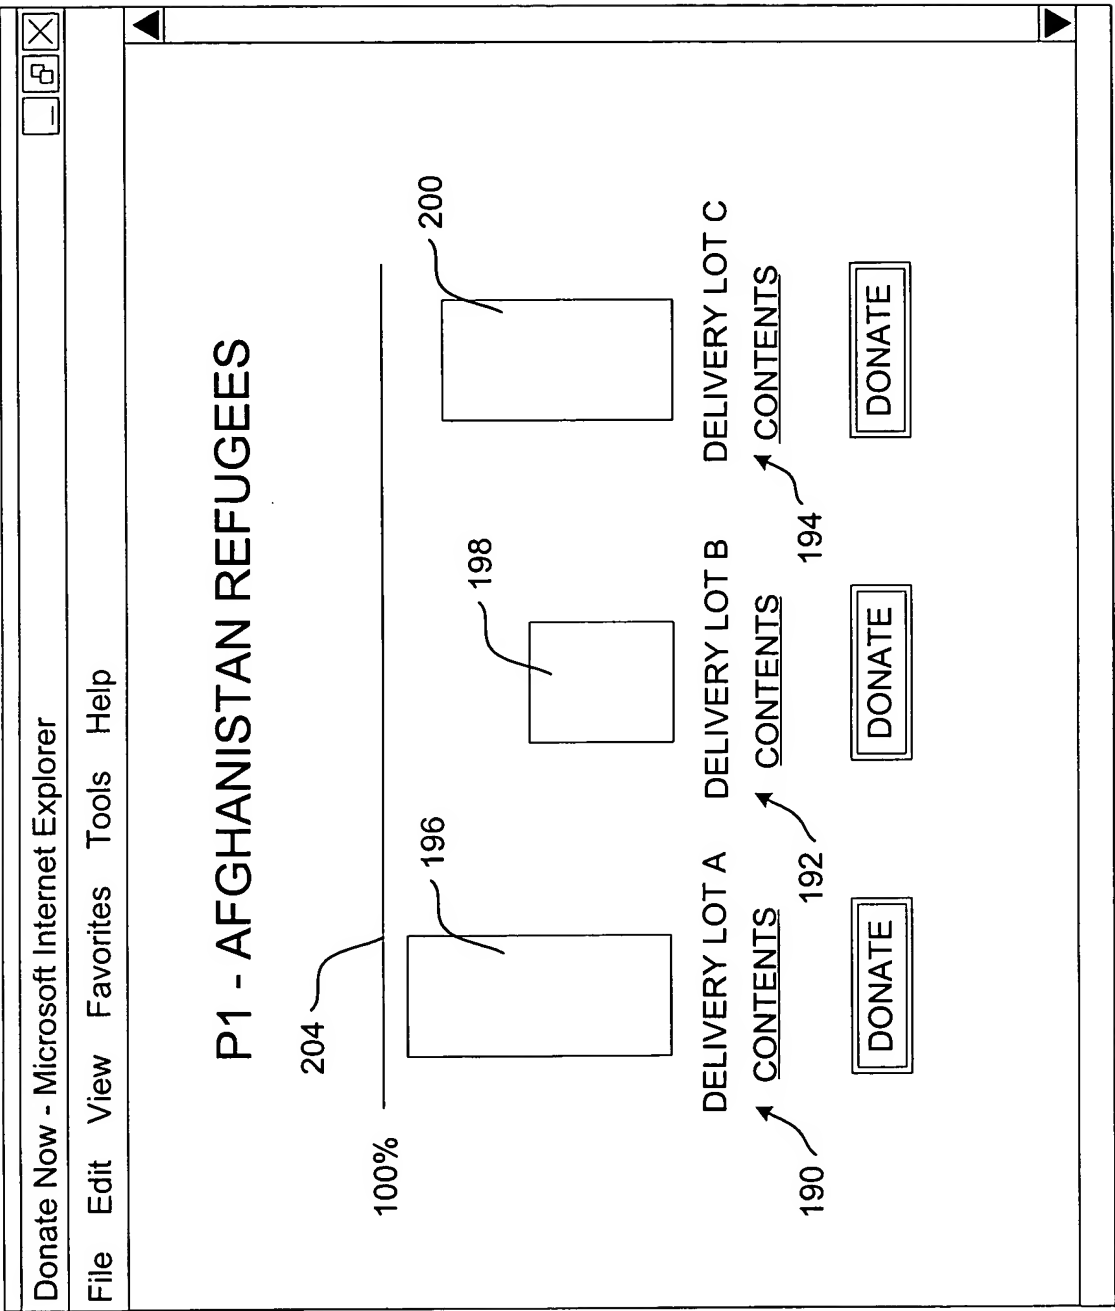 Donate Now - Microsoft Internet Explorer
File Edit View Favorites Tools Help
P1 - AFGHANISTAN REFUGEES
204
100%
196
198
200
DELIVERY LOT A DELIVERY LOT B DELIVERY LOT C
CONTENTS CONTENTS CONTENTS
190 192 194
DONATE DONATE DONATE